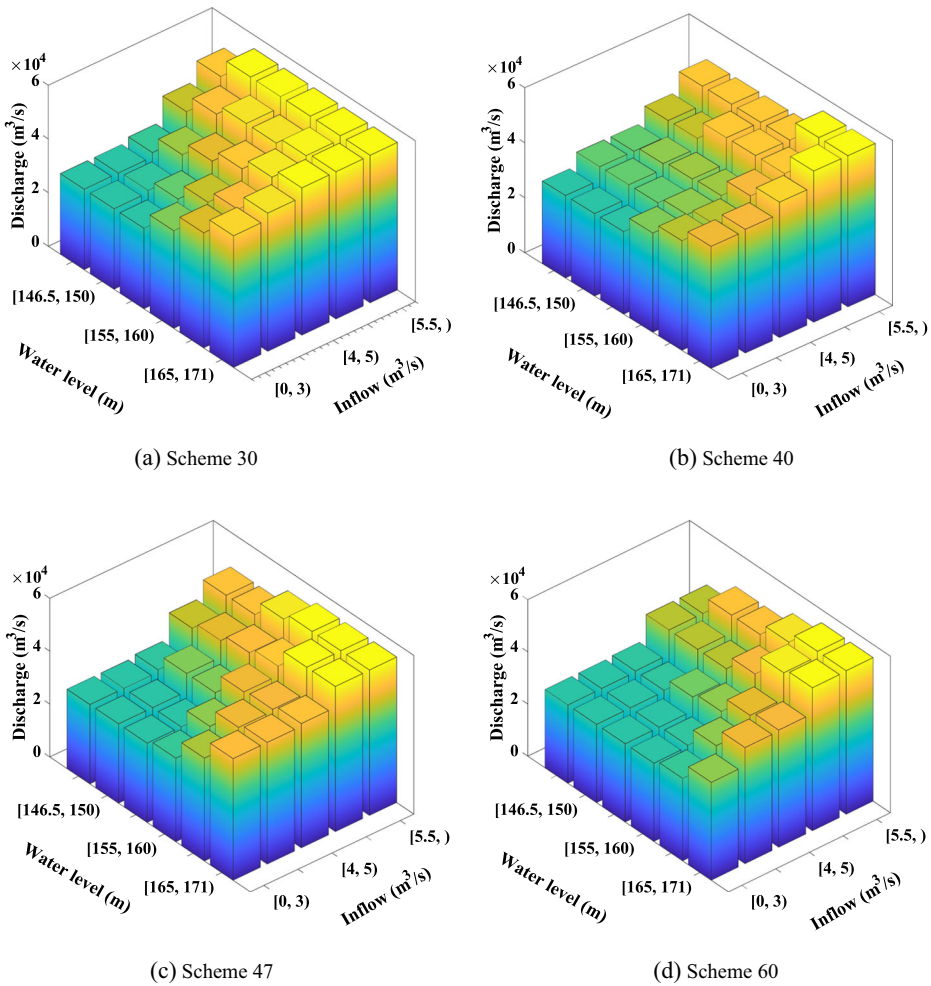 ×10⁴
6
4
2
0
Discharge (m³/s)
[146.5, 150)
[155, 160)
[165, 171)
Water level (m)
[0, 3)
[4, 5)
[5.5, )
Inflow (m³/s)
(a) Scheme 30
×10⁴
6
4
2
0
Discharge (m³/s)
[146.5, 150)
[155, 160)
[165, 171)
Water level (m)
[0, 3)
[4, 5)
[5.5, )
Inflow (m³/s)
(b) Scheme 40
×10⁴
6
4
2
0
Discharge (m³/s)
[146.5, 150)
[155, 160)
[165, 171)
Water level (m)
[0, 3)
[4, 5)
[5.5, )
Inflow (m³/s)
(c) Scheme 47
×10⁴
6
4
2
0
Discharge (m³/s)
[146.5, 150)
[155, 160)
[165, 171)
Water level (m)
[0, 3)
[4, 5)
[5.5, )
Inflow (m³/s)
(d) Scheme 60